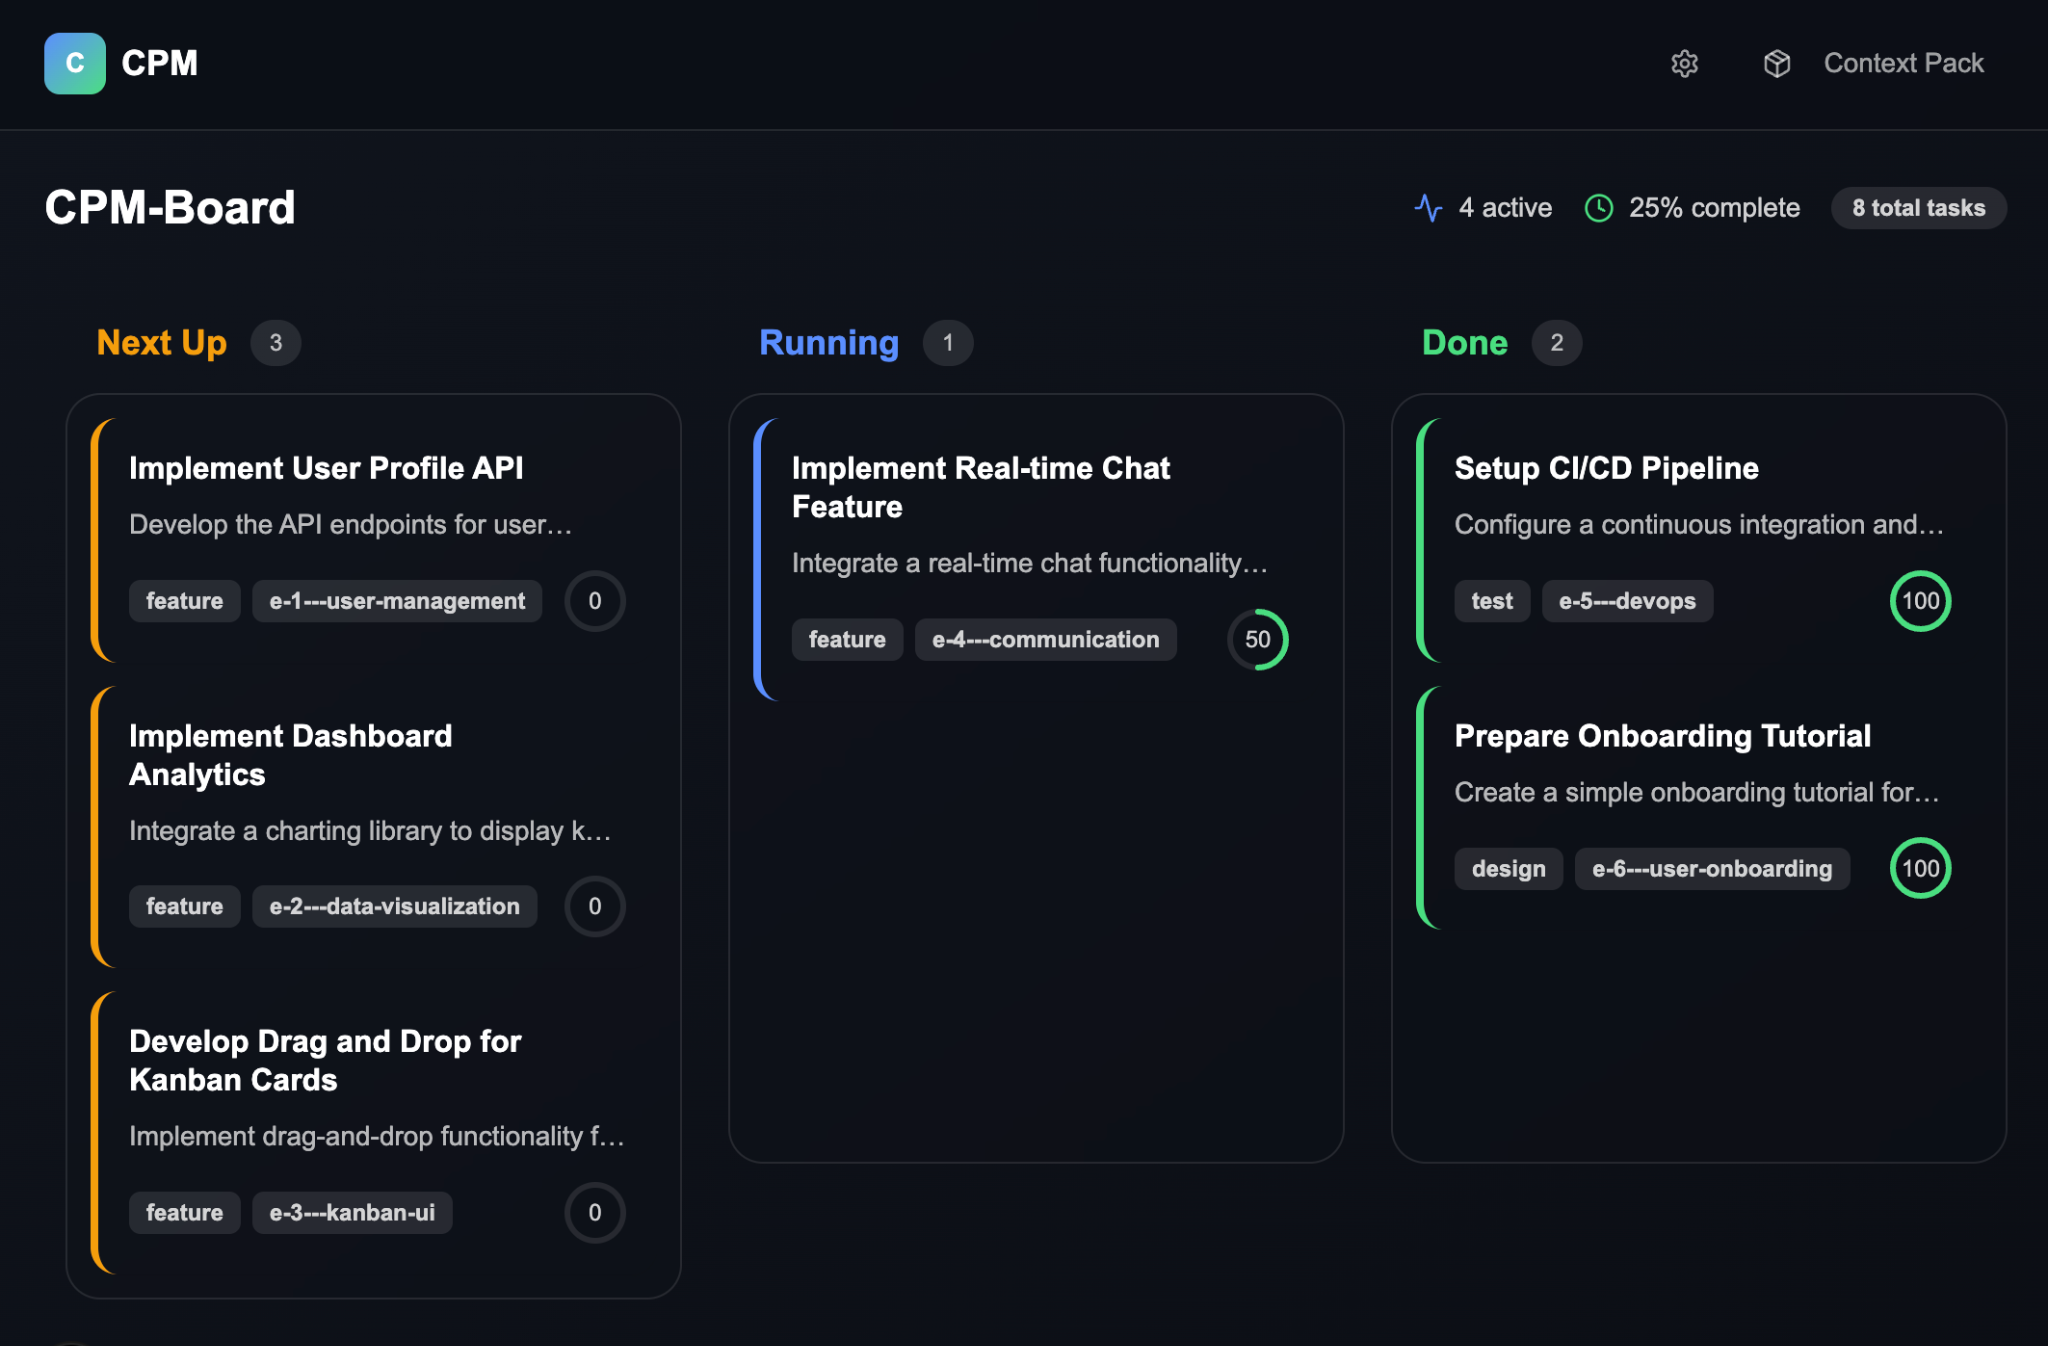 C CPM
Context Pack
CPM-Board
4 active
25% complete
8 total tasks
Next Up 3
Implement User Profile API
Develop the API endpoints for user…
feature e-1---user-management 0
Implement Dashboard
Analytics
Integrate a charting library to display k…
feature e-2---data-visualization 0
Develop Drag and Drop for
Kanban Cards
Implement drag-and-drop functionality f…
feature e-3---kanban-ui 0
Running 1
Implement Real-time Chat
Feature
Integrate a real-time chat functionality…
feature e-4---communication 50
Done 2
Setup CI/CD Pipeline
Configure a continuous integration and…
test e-5---devops 100
Prepare Onboarding Tutorial
Create a simple onboarding tutorial for…
design e-6---user-onboarding 100